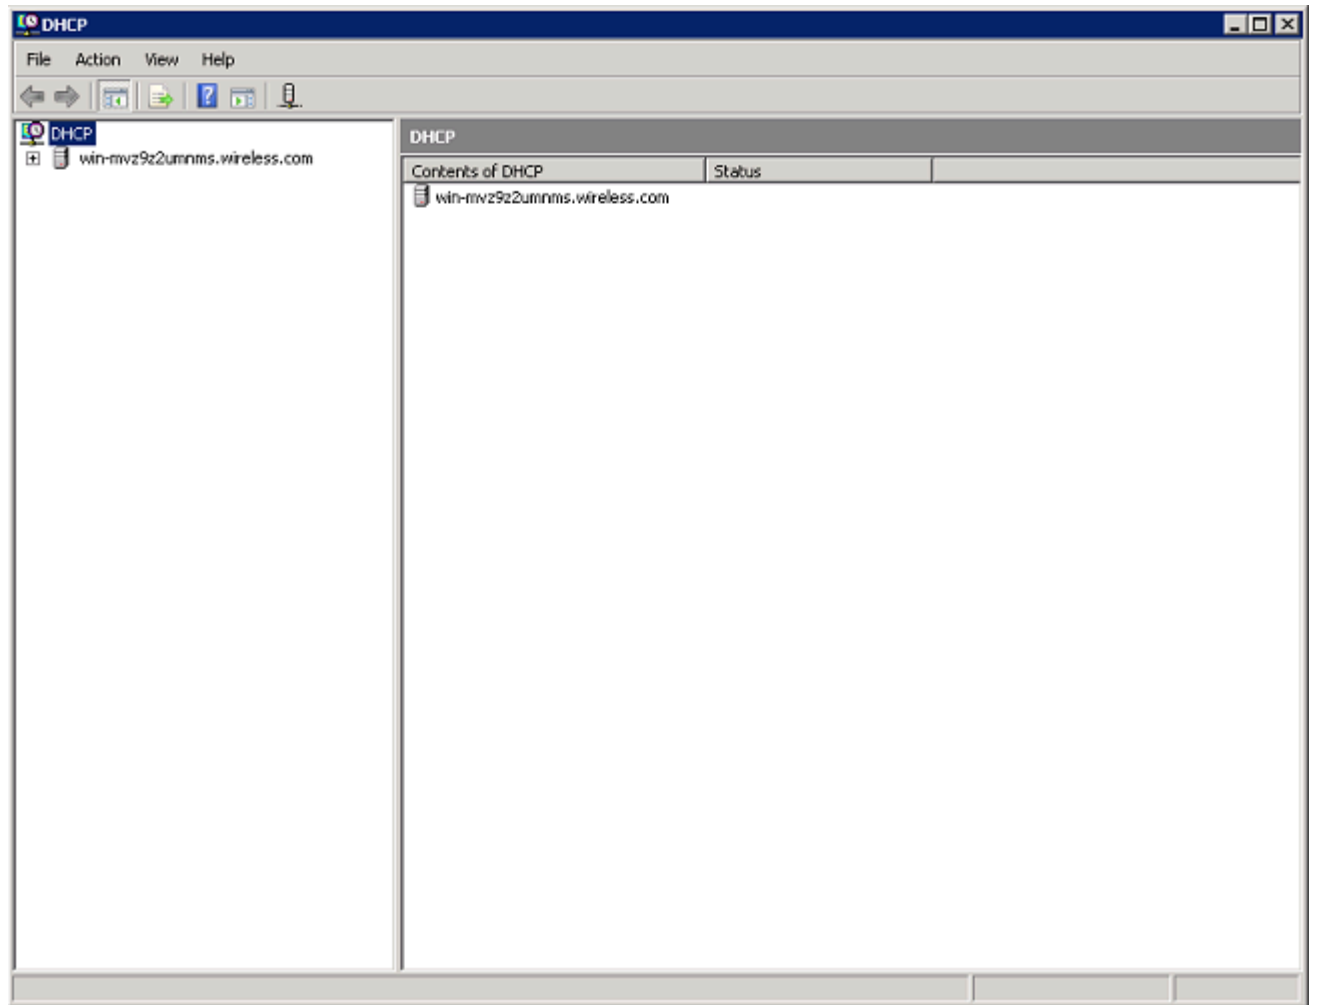 DHCP
File Action View Help
DHCP
win-mvz9z2umnms.wireless.com
DHCP
Contents of DHCP Status
win-mvz9z2umnms.wireless.com